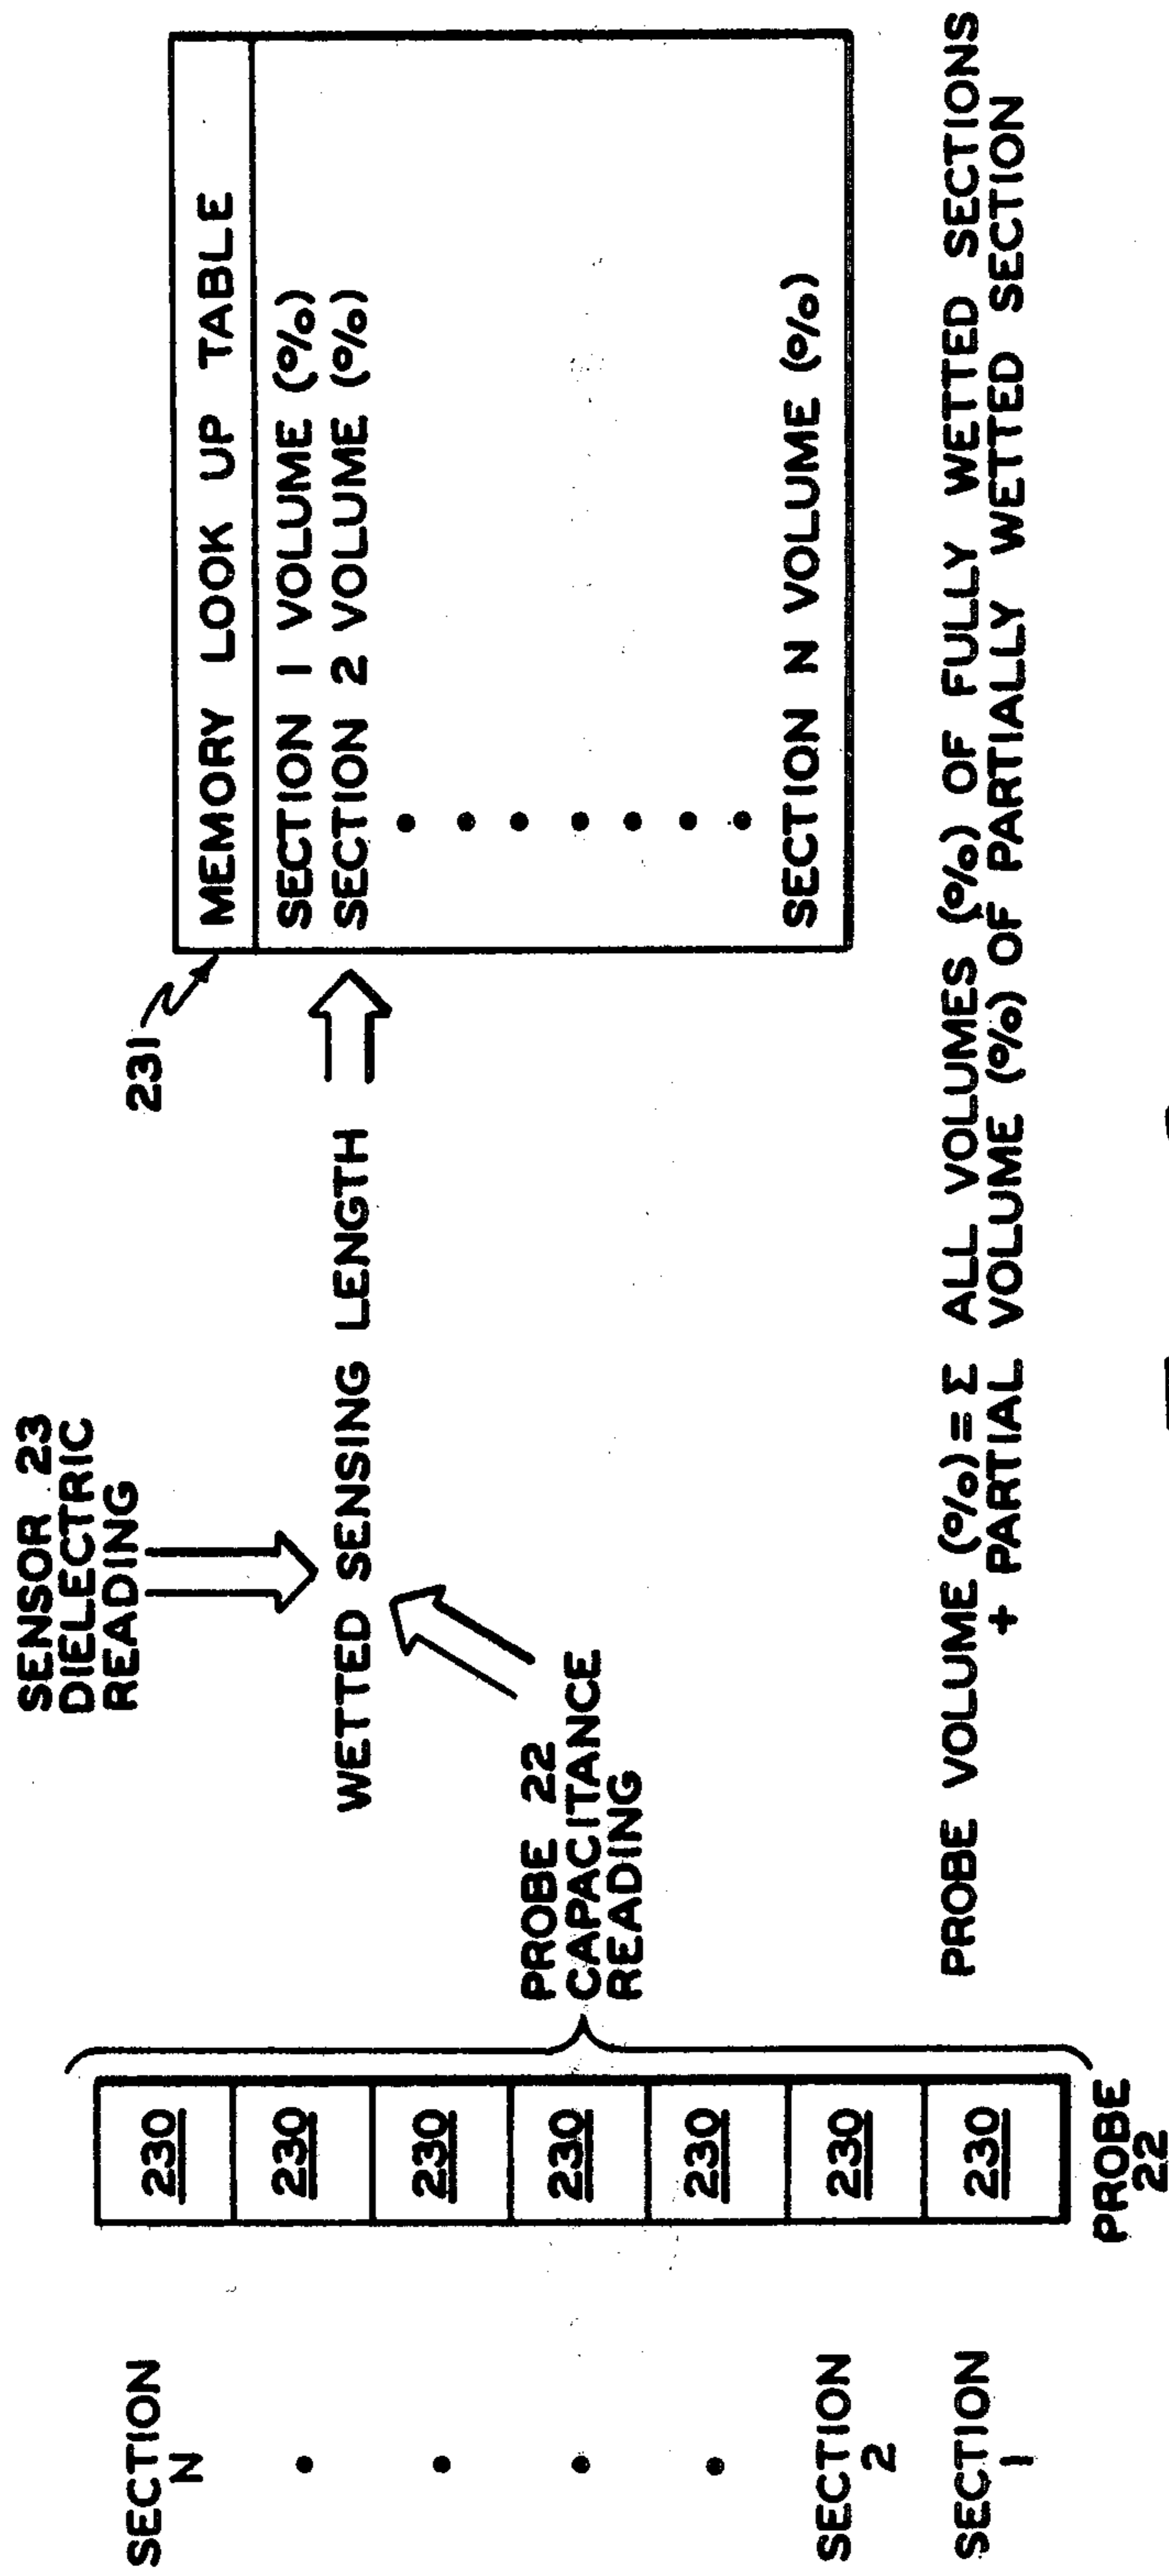 SECTION
N
SECTION
2
SECTION
1
230
230
230
230
230
230
230
PROBE
22
PROBE 22
CAPACITANCE
READING
SENSOR 23
DIELECTRIC
READING
WETTED SENSING LENGTH
231
MEMORY LOOK UP TABLE
SECTION 1 VOLUME (%)
SECTION 2 VOLUME (%)
SECTION N VOLUME (%)
PROBE VOLUME (%) = Σ ALL VOLUMES (%) OF FULLY WETTED SECTIONS
+ PARTIAL VOLUME (%) OF PARTIALLY WETTED SECTION